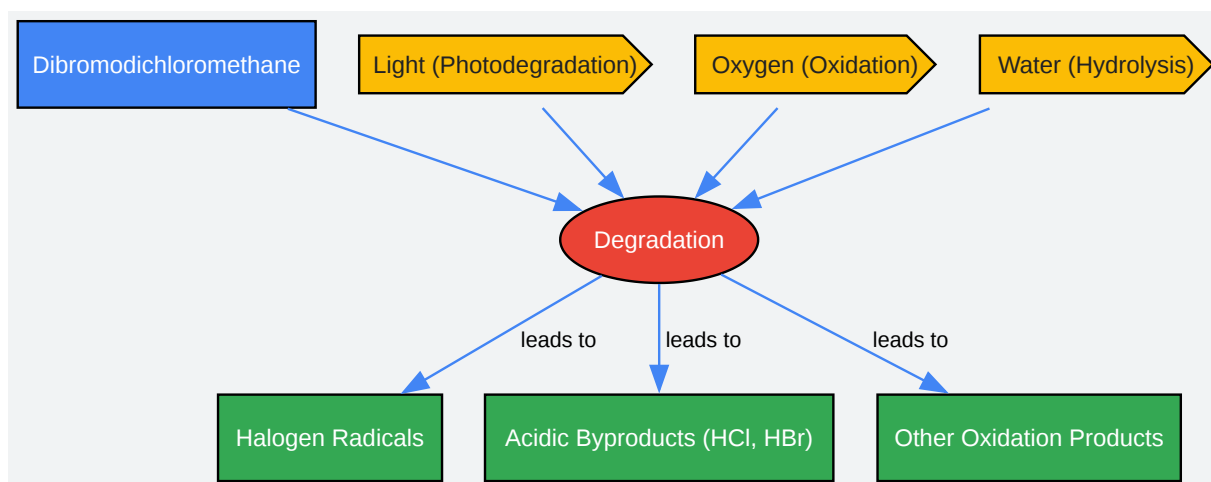 Dibromodichloromethane
Light (Photodegradation)
Oxygen (Oxidation)
Water (Hydrolysis)
Degradation
leads to
leads to
leads to
Halogen Radicals
Acidic Byproducts (HCl, HBr)
Other Oxidation Products